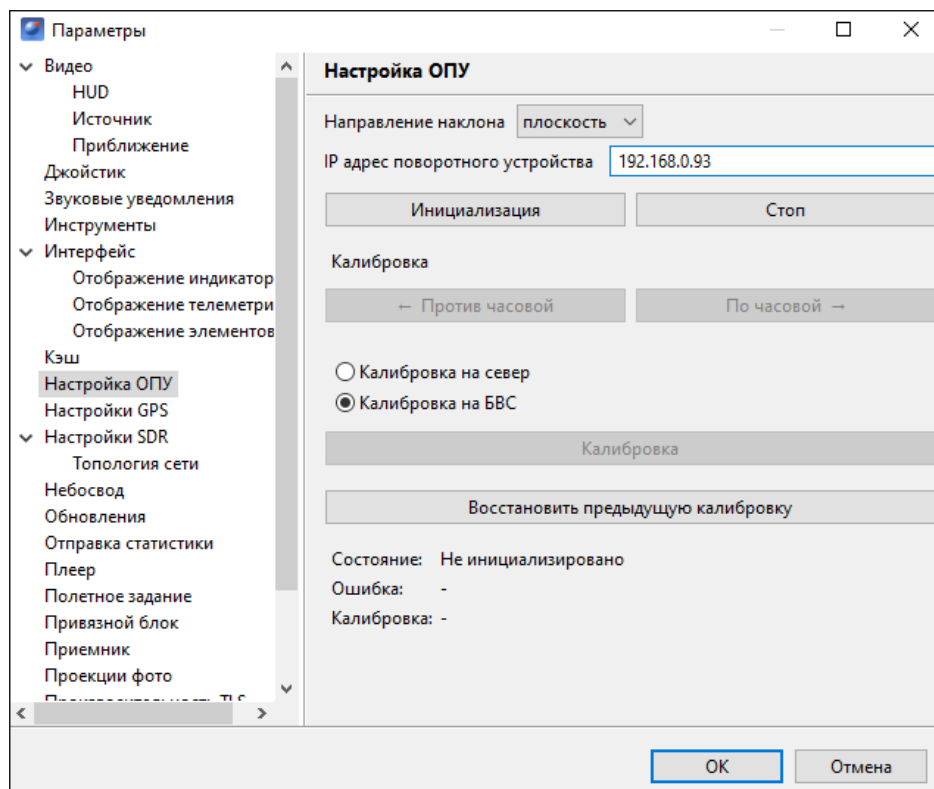 Параметры
Видео
HUD
Источник
Приближение
Джойстик
Звуковые уведомления
Инструменты
Интерфейс
Отображение индикатор
Отображение телеметри
Отображение элементов
Кэш
Настройка ОПУ
Настройки GPS
Настройки SDR
Топология сети
Небосвод
Обновления
Отправка статистики
Плеер
Полетное задание
Привязной блок
Приемник
Проекции фото
Производительность TLS
Настройка ОПУ
Направление наклона плоскость
IP адрес поворотного устройства 192.168.0.93
Инициализация Стоп
Калибровка
← Против часовой По часовой →
Калибровка на север
Калибровка на БВС
Калибровка
Восстановить предыдущую калибровку
Состояние: Не инициализировано
Ошибка: -
Калибровка: -
OK Отмена